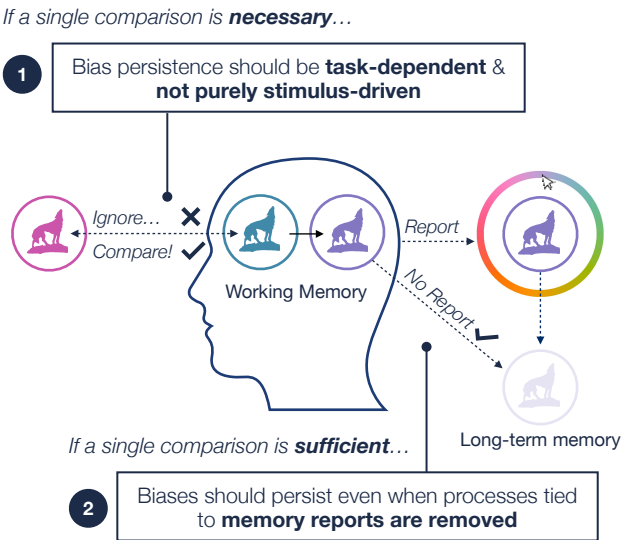 If a single comparison is necessary…
1
Bias persistence should be task-dependent &
not purely stimulus-driven
Ignore…
Compare!
Report
No Report
Working Memory
Long-term memory
If a single comparison is sufficient…
2
Biases should persist even when processes tied
to memory reports are removed